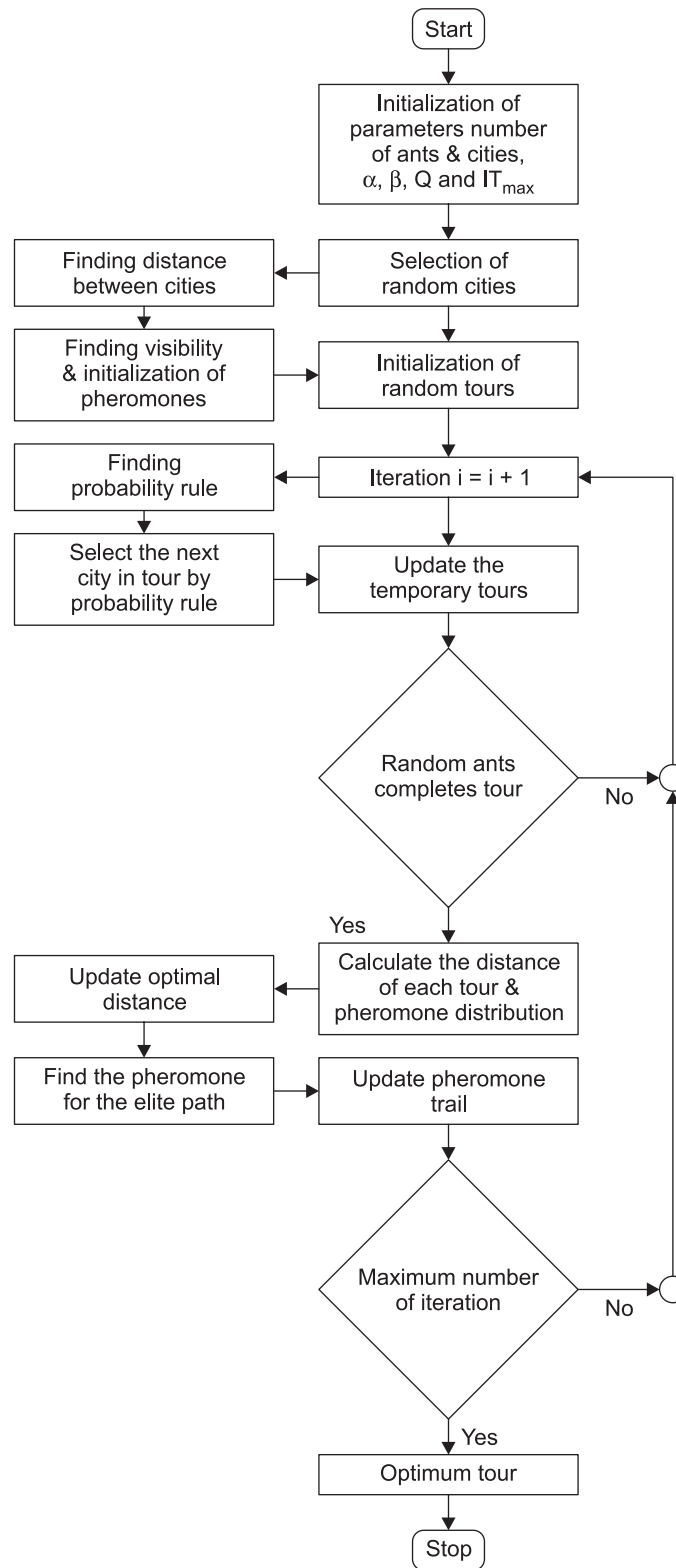 Start
Initialization of
parameters number
of ants & cities,
α, β, Q and ITmax
Finding distance
between cities
Selection of
random cities
Finding visibility
& initialization of
pheromones
Initialization of
random tours
Finding
probability rule
Iteration i = i + 1
Select the next
city in tour by
probability rule
Update the
temporary tours
Random ants
completes tour
No
Yes
Update optimal
distance
Calculate the distance
of each tour &
pheromone distribution
Find the pheromone
for the elite path
Update pheromone
trail
Maximum number
of iteration
No
Yes
Optimum tour
Stop